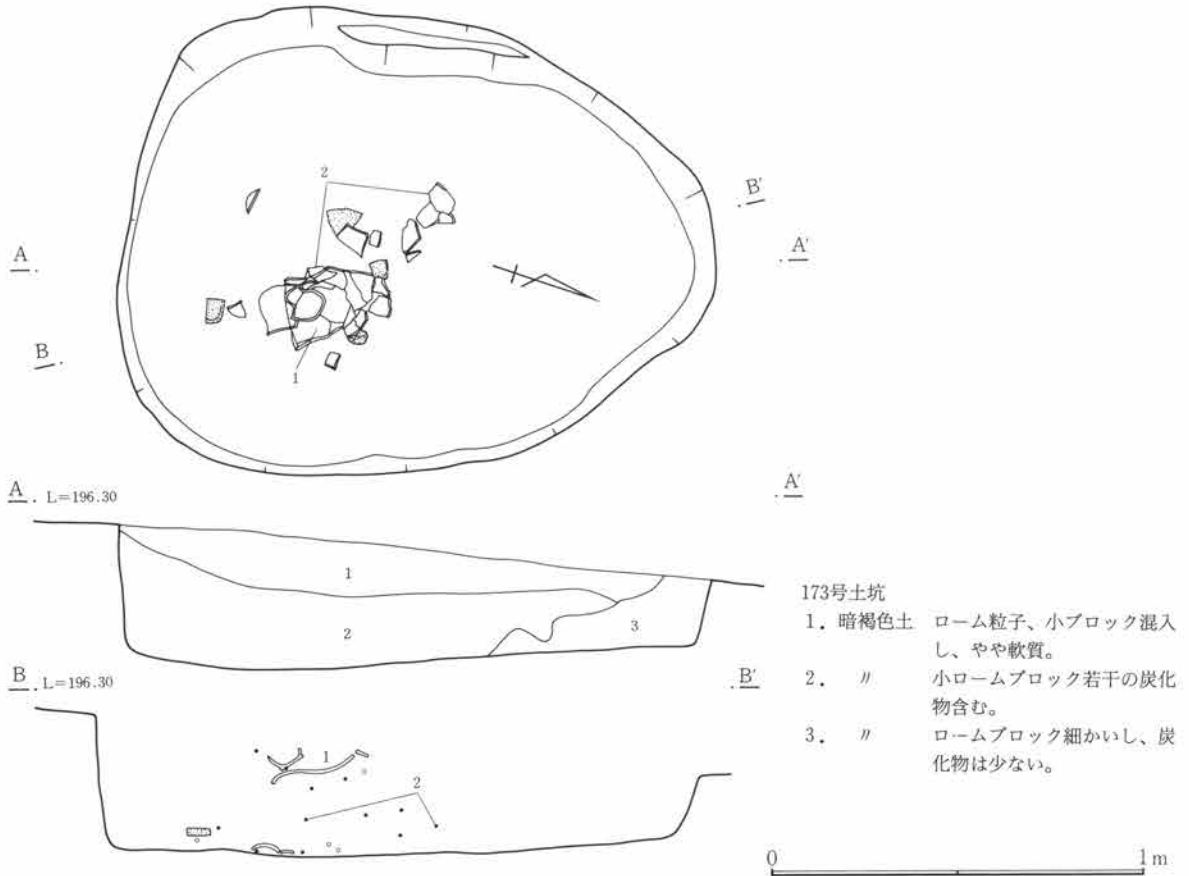 2
B'
A
A'
B
1
A L=196.30
A'
1
2
3
B L=196.30
B'
1
2
173号土坑
1. 暗褐色土 ローム粒子、小ブロック混入
し、やや軟質。
2. 〃 小ロームブロック若干の炭化
物含む。
3. 〃 ロームブロック細かいし、炭
化物は少ない。
0 1m